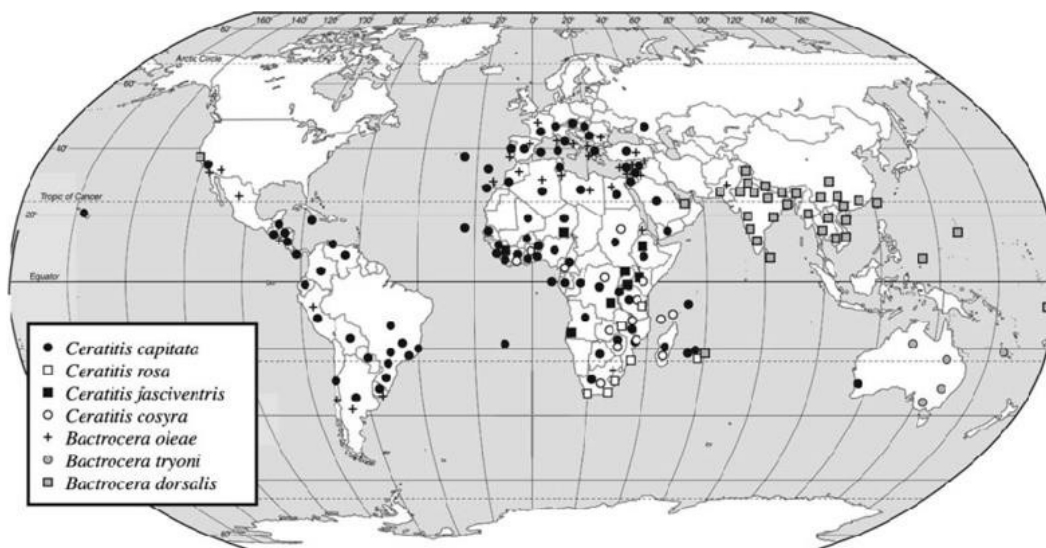 160' 140' 120' 100' 80' 60' 40' 20' 0' 20' 40' 60' 80' 100' 120' 140' 160'
Arctic Circle
60'
40'
Tropic of Cancer
20'
Equator
Ceratitis capitata
Ceratitis rosa
Ceratitis fasciventris
Ceratitis cosyra
Bactrocera oleae
Bactrocera tryoni
Bactrocera dorsalis